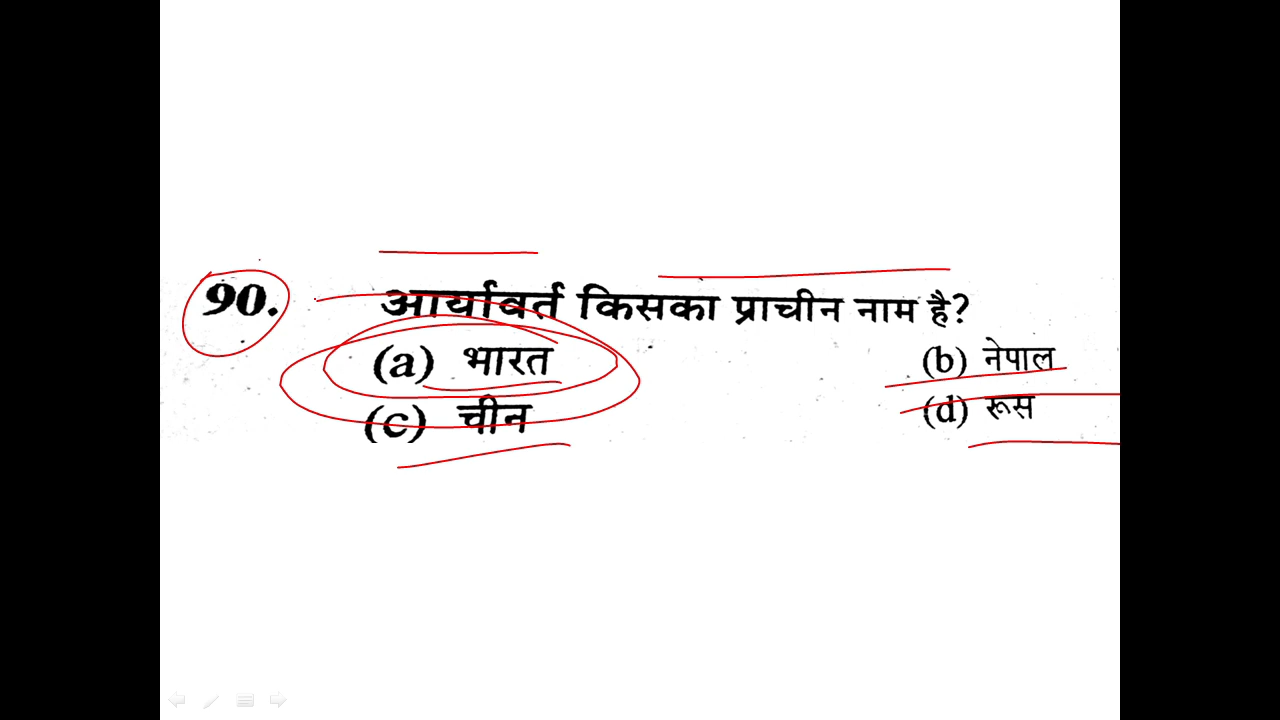 90. आर्यावर्त किसका प्राचीन नाम है?
(a) भारत (b) नेपाल
(c) चीन (d) रूस